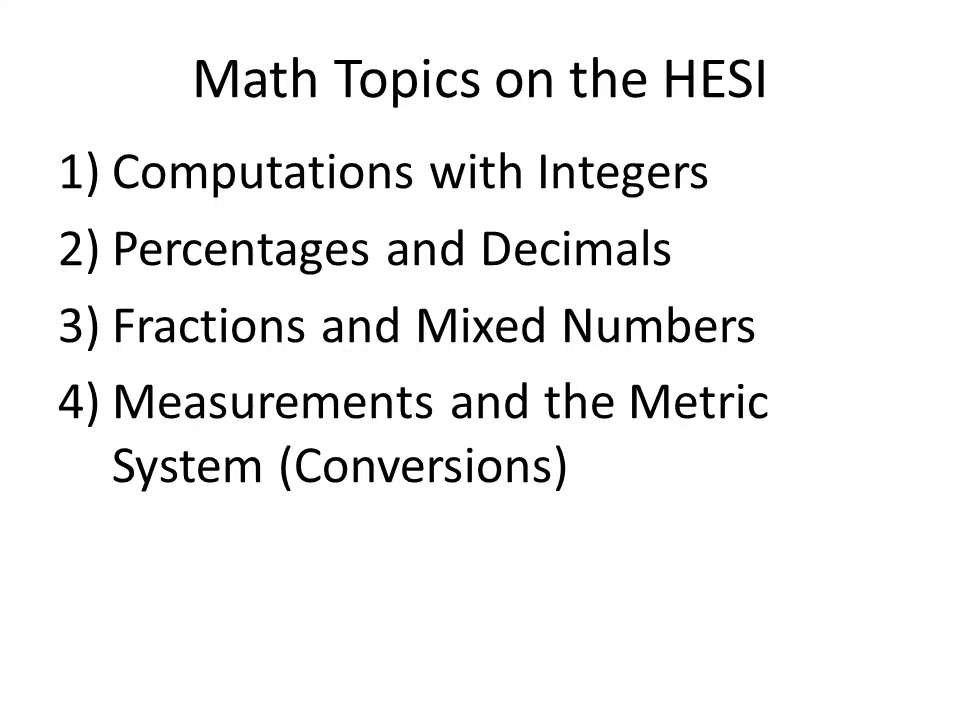 Math Topics on the HESI
1) Computations with Integers
2) Percentages and Decimals
3) Fractions and Mixed Numbers
4) Measurements and the Metric
System (Conversions)